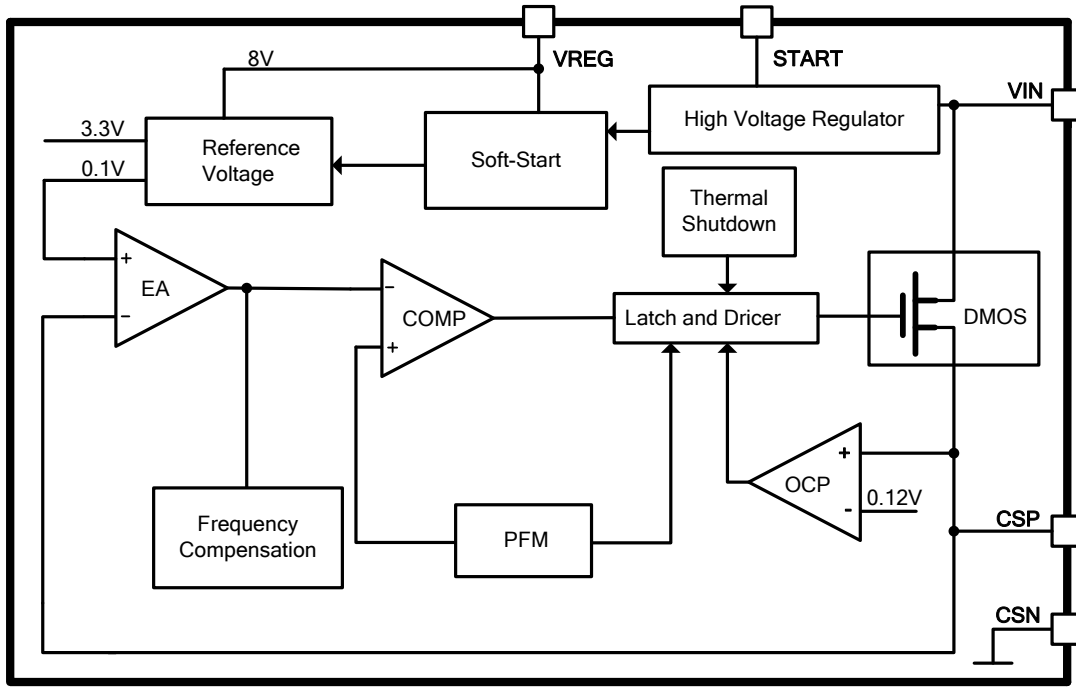 VREG
START
8V
VIN
3.3V
High Voltage Regulator
Reference
Voltage
Soft-Start
0.1V
Thermal
Shutdown
+
EA
−
−
COMP
+
Latch and Dricer
DMOS
+
OCP
-
0.12V
Frequency
Compensation
PFM
CSP
CSN